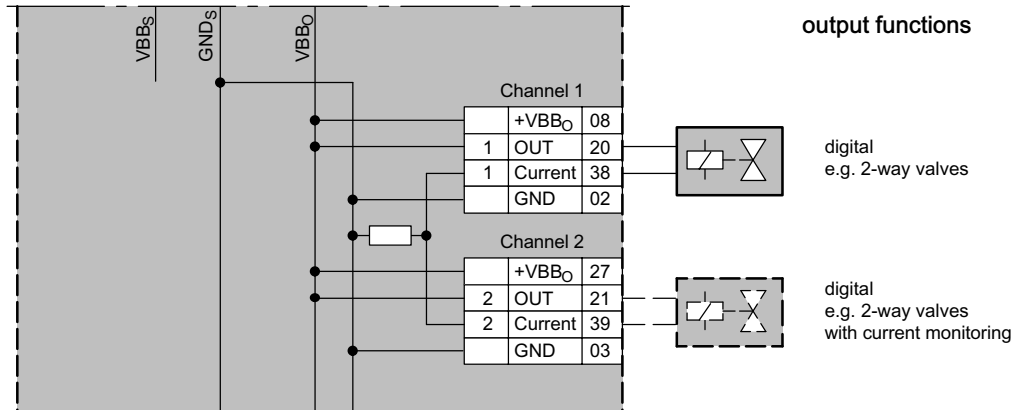 output functions
VBBS
GNDS
VBBO
Channel 1
+VBBO 08
1 OUT 20
1 Current 38
GND 02
digital
e.g. 2-way valves
Channel 2
+VBBO 27
2 OUT 21
2 Current 39
GND 03
digital
e.g. 2-way valves
with current monitoring